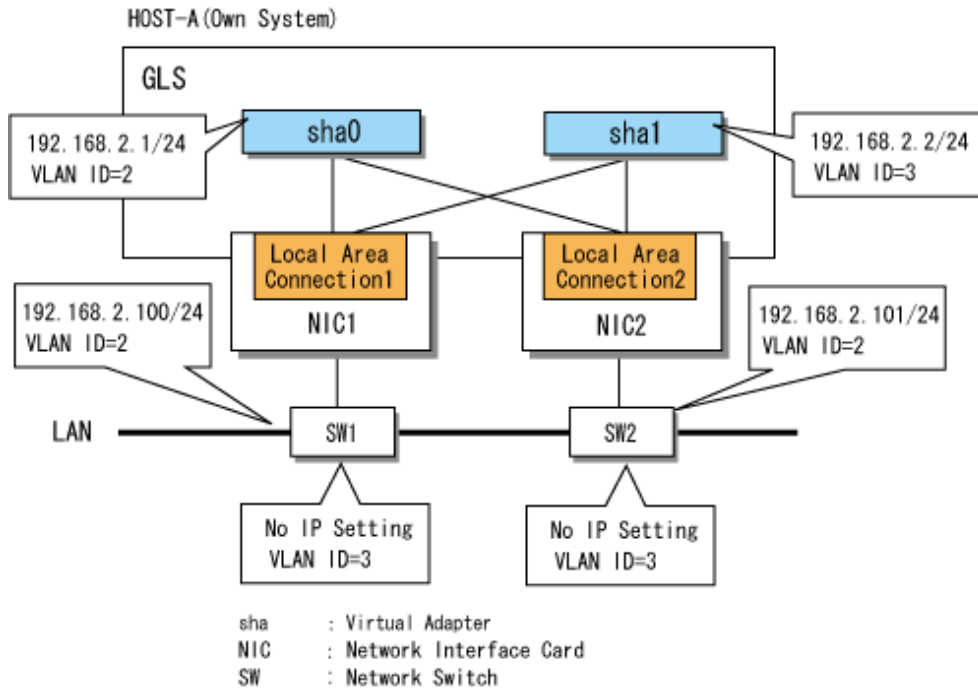 HOST-A(Own System)
GLS
sha0
sha1
192.168.2.1/24
VLAN ID=2
192.168.2.2/24
VLAN ID=3
Local Area
Connection1
Local Area
Connection2
NIC1
NIC2
192.168.2.100/24
VLAN ID=2
192.168.2.101/24
VLAN ID=2
LAN
SW1
SW2
No IP Setting
VLAN ID=3
No IP Setting
VLAN ID=3
sha : Virtual Adapter
NIC : Network Interface Card
SW : Network Switch